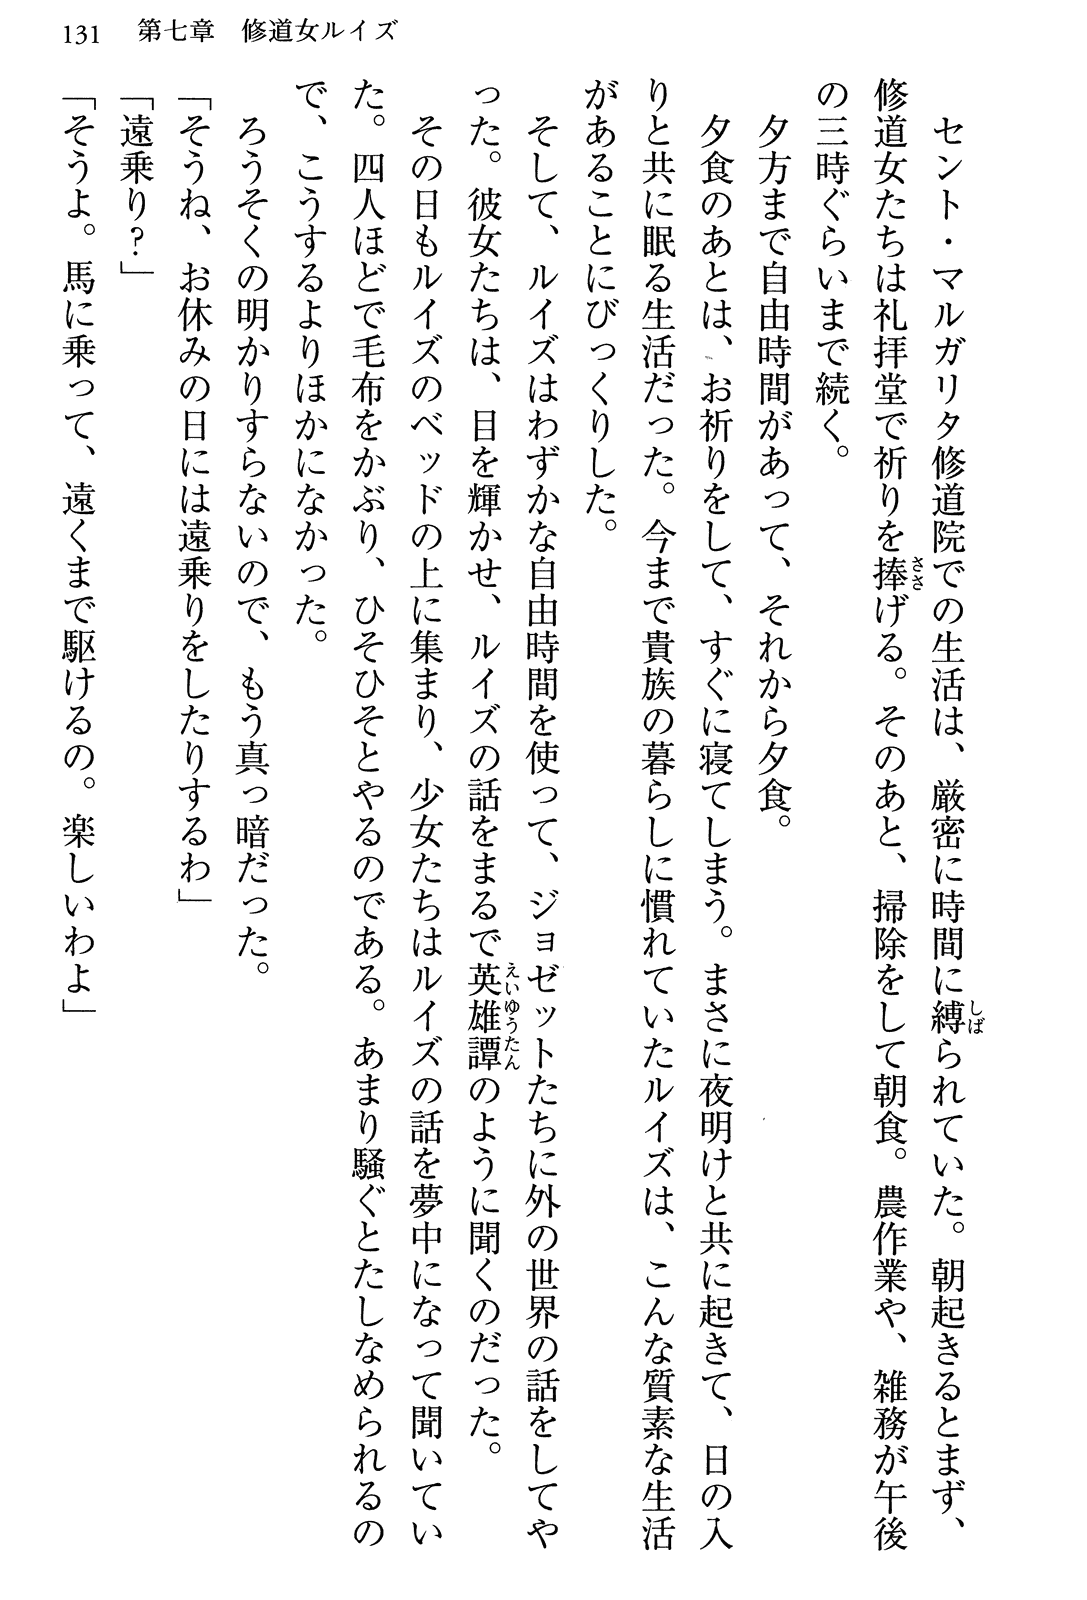 131　第七章　修道女ルイズ
　セント・マルガリタ修道院での生活は、厳密に時間に縛られていた。朝起きるとまず、
修道女たちは礼拝堂で祈りを捧げる。そのあと、掃除をして朝食。農作業や、雑務が午後
の三時ぐらいまで続く。
　夕方まで自由時間があって、それから夕食。
　夕食のあとは、お祈りをして、すぐに寝てしまう。まさに夜明けと共に起きて、日の入
りと共に眠る生活だった。今まで貴族の暮らしに慣れていたルイズは、こんな質素な生活
があることにびっくりした。
　そして、ルイズはわずかな自由時間を使って、ジョゼットたちに外の世界の話をしてや
った。彼女たちは、目を輝かせ、ルイズの話をまるで英雄譚のように聞くのだった。
　その日もルイズのベッドの上に集まり、少女たちはルイズの話を夢中になって聞いてい
た。四人ほどで毛布をかぶり、ひそひそとやるのである。あまり騒ぐとたしなめられるの
で、こうするよりほかになかった。
　ろうそくの明かりすらないので、もう真っ暗だった。
「そうね、お休みの日には遠乗りをしたりするわ」
「遠乗り?」
「そうよ。馬に乗って、遠くまで駆けるの。楽しいわよ」